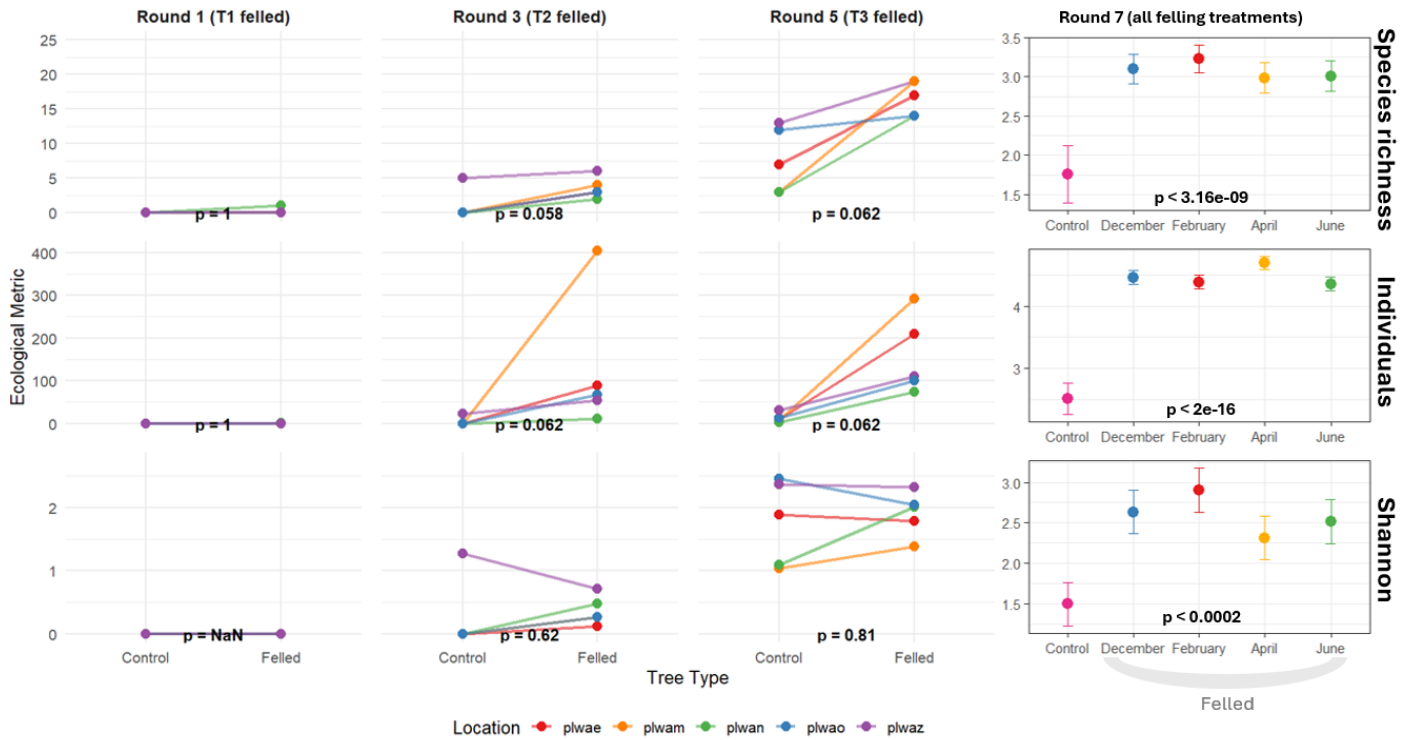 Round 1 (T1 felled)
Round 3 (T2 felled)
Round 5 (T3 felled)
Round 7 (all felling treatments)
Ecological Metric
25
20
15
10
5
0
p = 1
p = 0.058
p = 0.062
3.5
3.0
2.5
2.0
1.5
p < 3.16e-09
Control December February April June
Species richness
400
300
200
100
0
p = 1
p = 0.062
p = 0.062
4
3
p < 2e-16
Control December February April June
Individuals
2
1
0
p = NaN
p = 0.62
p = 0.81
3.0
2.5
2.0
1.5
p < 0.0002
Control December February April June
Shannon
Control Felled
Control Felled
Control Felled
Tree Type
Felled
Location plwae plwam plwan plwao plwaz